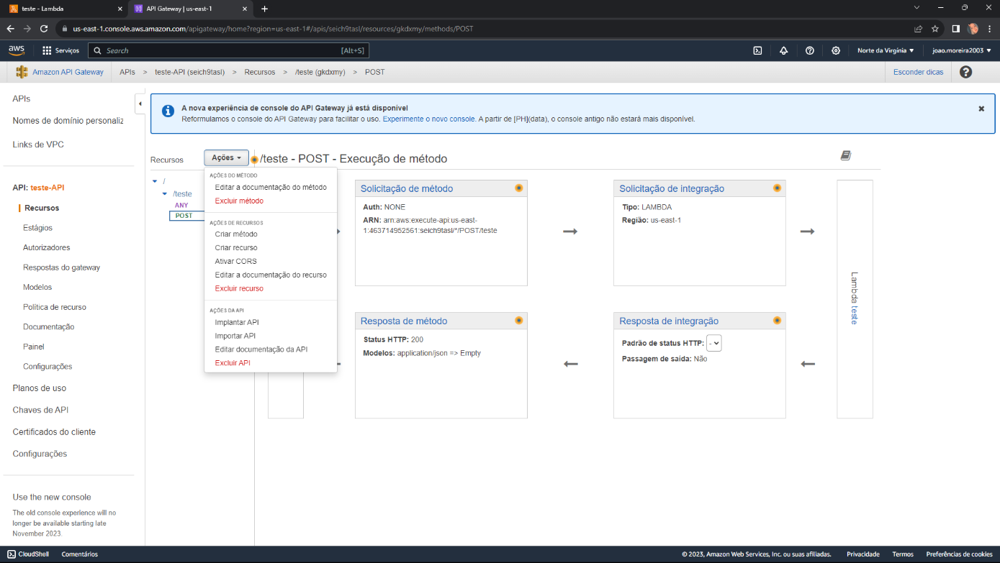 teste - Lambda
API Gateway | us-east-1
us-east-1.console.aws.amazon.com/apigateway/home?region=us-east-1#/apis/seich9tasl/resources/gkdxmy/methods/POST
aws
Serviços
Search
[Alt+S]
Norte da Virgínia
joao.moreira2003
Amazon API Gateway
APIs > teste-API (seich9tasl) > Recursos > /teste (gkdxmy) > POST
Esconder dicas
APIs
Nomes de domínio personaliz
Links de VPC
API: teste-API
Recursos
Estágios
Autorizadores
Respostas do gateway
Modelos
Política de recurso
Documentação
Painel
Configurações
Planos de uso
Chaves de API
Certificados do cliente
Configurações
Use the new console
The old console experience will no
longer be available starting late
November 2023.
A nova experiência de console do API Gateway já está disponível
Reformulamos o console do API Gateway para facilitar o uso. Experimente o novo console. A partir de [PH](data), o console antigo não estará mais disponível.
Recursos
Ações
/
/teste
ANY
POST
AÇÕES DO MÉTODO
Editar a documentação do método
Excluir método
AÇÕES DE RECURSOS
Criar método
Criar recurso
Ativar CORS
Editar a documentação do recurso
Excluir recurso
AÇÕES DA API
Implantar API
Importar API
Editar documentação da API
Excluir API
/teste - POST - Execução de método
Solicitação de método
Auth: NONE
ARN: arn:aws:execute-api:us-east-
1:463714952561:seich9tasl/*/POST/teste
Solicitação de integração
Tipo: LAMBDA
Região: us-east-1
Lambda teste
Resposta de método
Status HTTP: 200
Modelos: application/json => Empty
Resposta de integração
Padrão de status HTTP: -
Passagem de saída: Não
CloudShell
Comentários
© 2023, Amazon Web Services, Inc. ou suas afiliadas.
Privacidade
Termos
Preferências de cookies